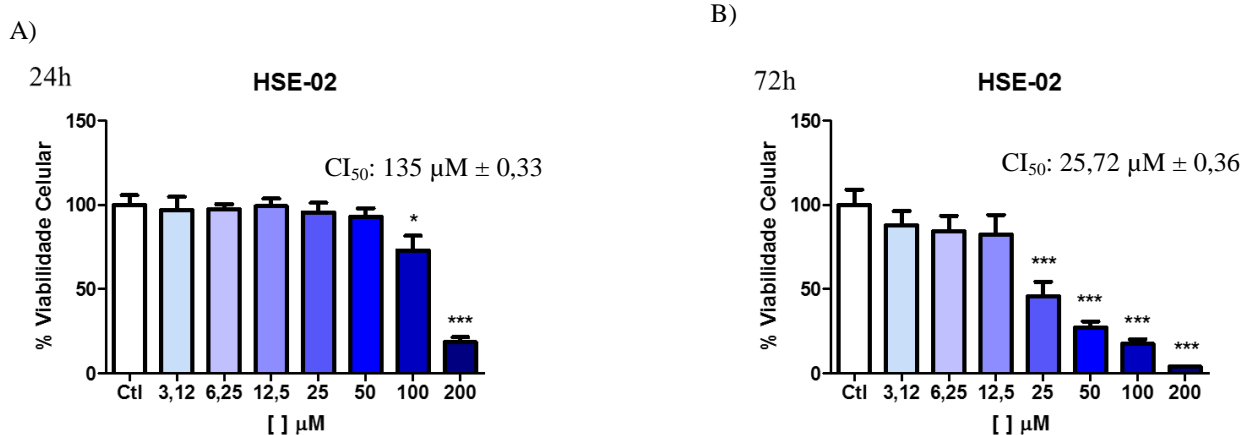 A)
24h
HSE-02
CI₅₀: 135 µM ± 0,33
150
100
50
0
% Viabilidade Celular
*
***
Ctl 3,12 6,25 12,5 25 50 100 200
[ ] µM
B)
72h
HSE-02
CI₅₀: 25,72 µM ± 0,36
150
100
50
0
% Viabilidade Celular
***
***
***
***
Ctl 3,12 6,25 12,5 25 50 100 200
[ ] µM